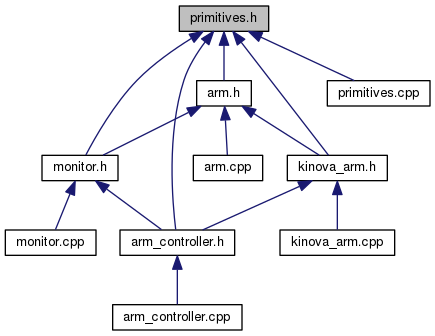 primitives.h
arm.h
primitives.cpp
monitor.h
arm.cpp
kinova_arm.h
monitor.cpp
arm_controller.h
kinova_arm.cpp
arm_controller.cpp